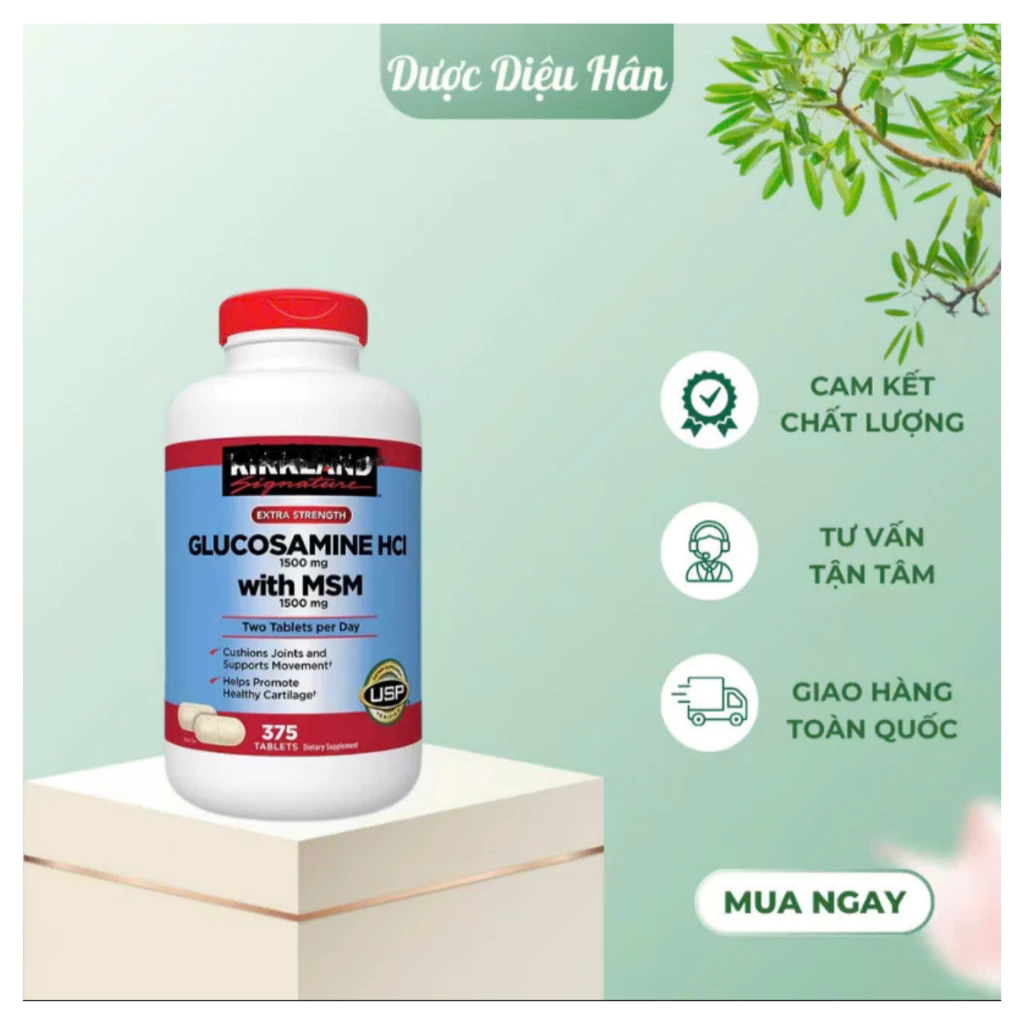 Dược Diệu Hân
KIRKLAND
Signature
EXTRA STRENGTH
GLUCOSAMINE HCl
1500 mg
with MSM
1500 mg
Two Tablets per Day
Cushions Joints and
Supports Movement†
Helps Promote
Healthy Cartilage†
USP
375
TABLETS Dietary Supplement
CAM KẾT
CHẤT LƯỢNG
TƯ VẤN
TẬN TÂM
GIAO HÀNG
TOÀN QUỐC
MUA NGAY